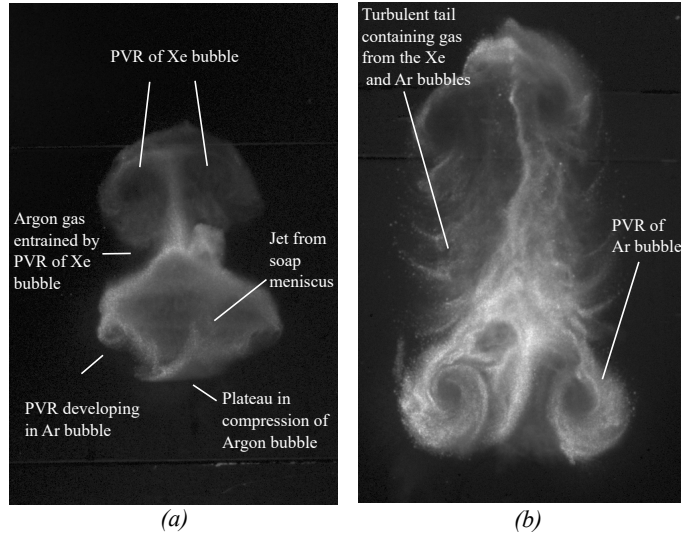 PVR of Xe bubble
Argon gas
entrained by
PVR of Xe
bubble
Jet from
soap
meniscus
PVR developing
in Ar bubble
Plateau in
compression of
Argon bubble
(a)
Turbulent tail
containing gas
from the Xe
and Ar bubbles
PVR of
Ar bubble
(b)